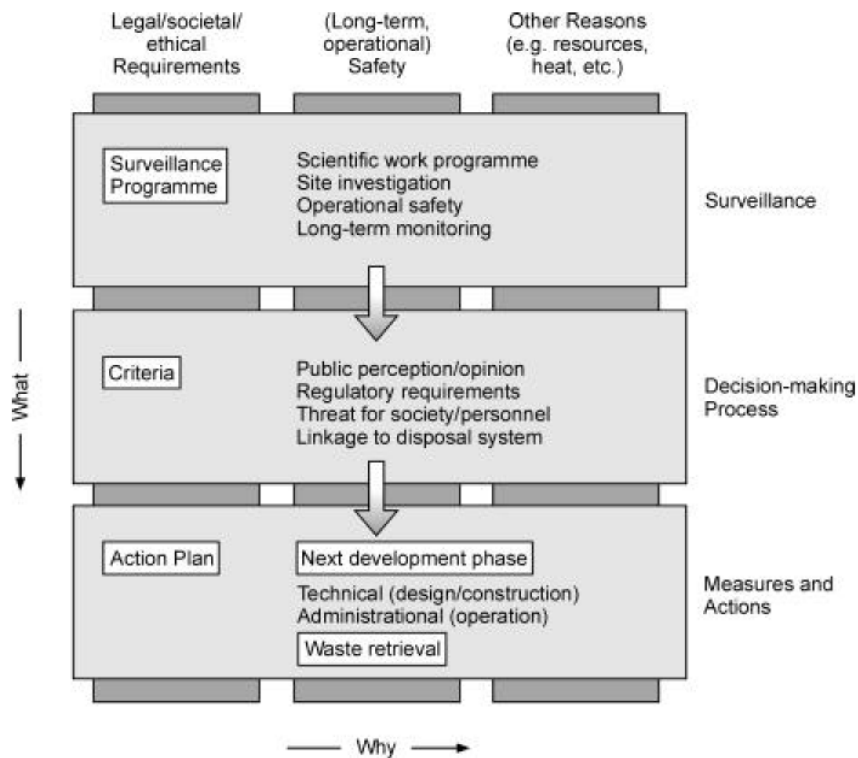 Legal/societal/
ethical
Requirements
(Long-term,
operational)
Safety
Other Reasons
(e.g. resources,
heat, etc.)
Surveillance
Programme
Scientific work programme
Site investigation
Operational safety
Long-term monitoring
Surveillance
What
Criteria
Public perception/opinion
Regulatory requirements
Threat for society/personnel
Linkage to disposal system
Decision-making
Process
Action Plan
Next development phase
Technical (design/construction)
Administrational (operation)
Waste retrieval
Measures and
Actions
Why